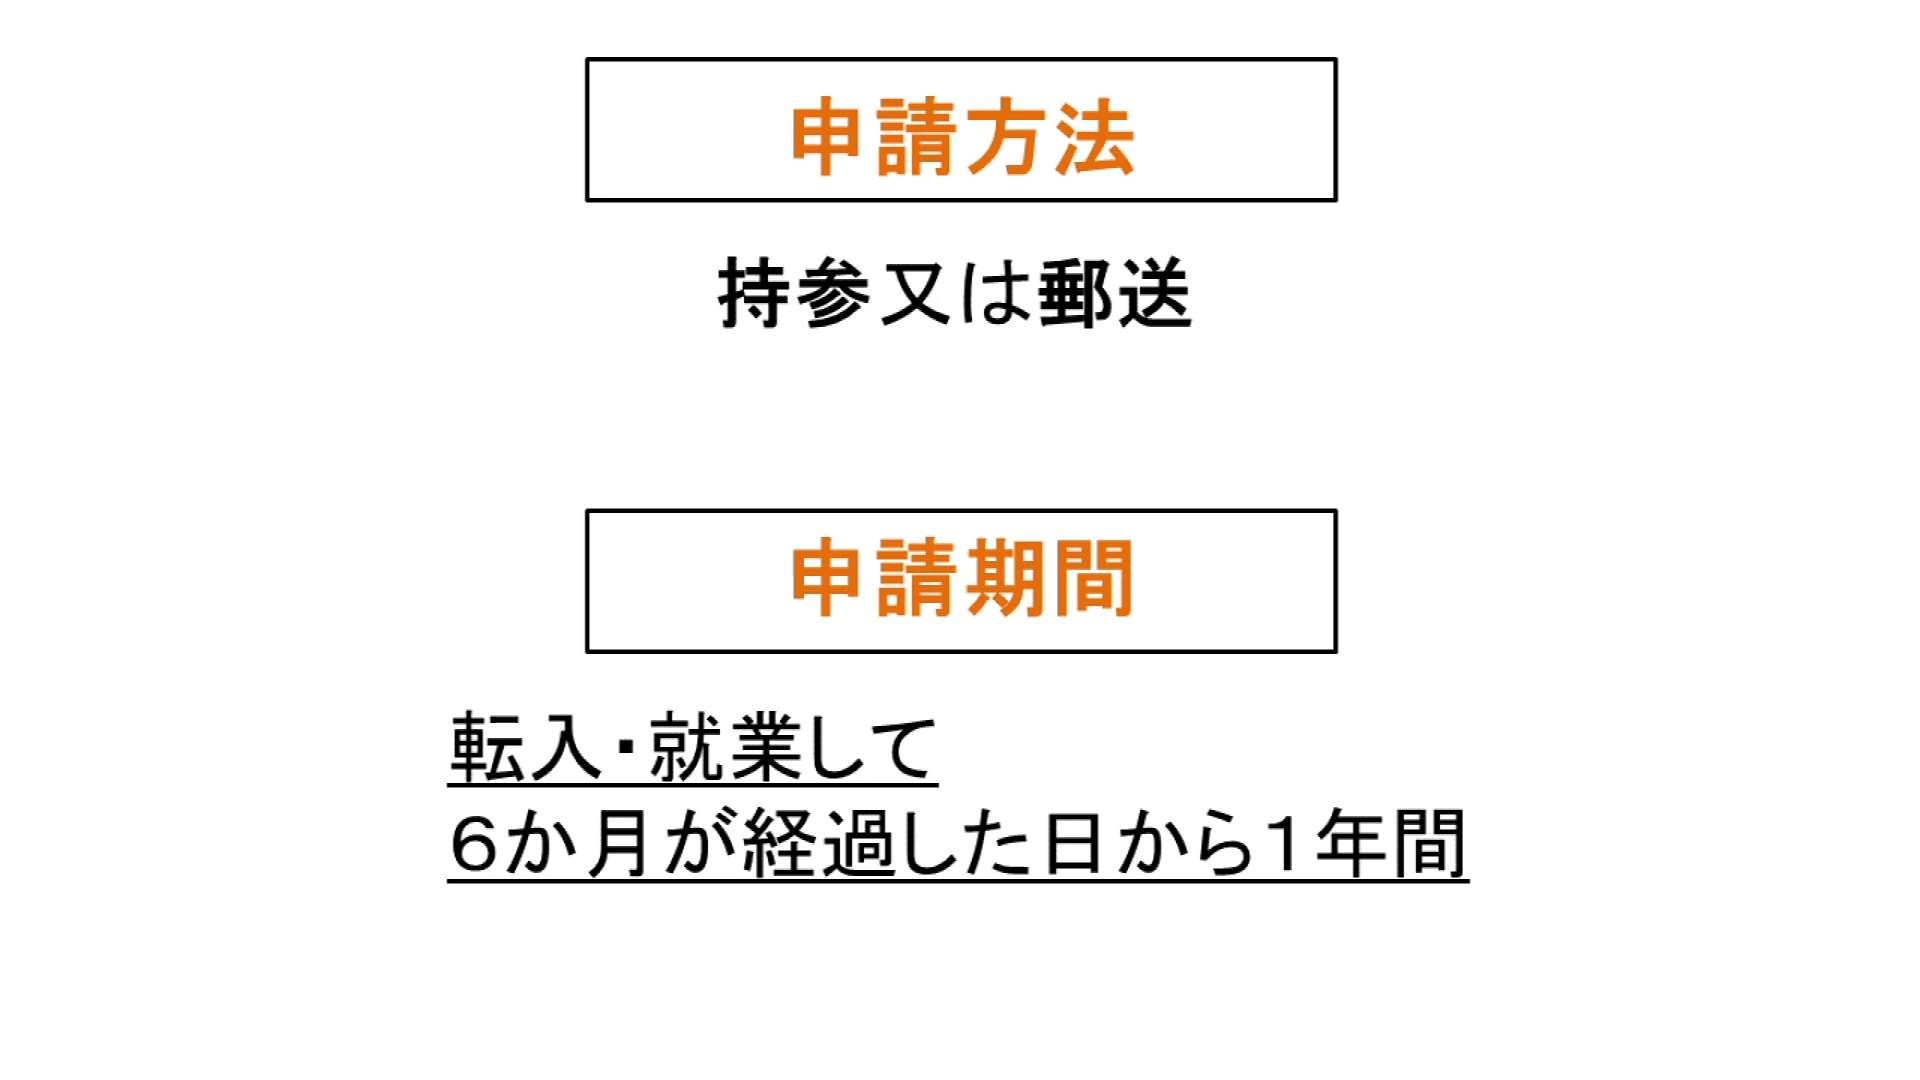 申請方法
持参又は郵送
申請期間
転入・就業して
６か月が経過した日から１年間